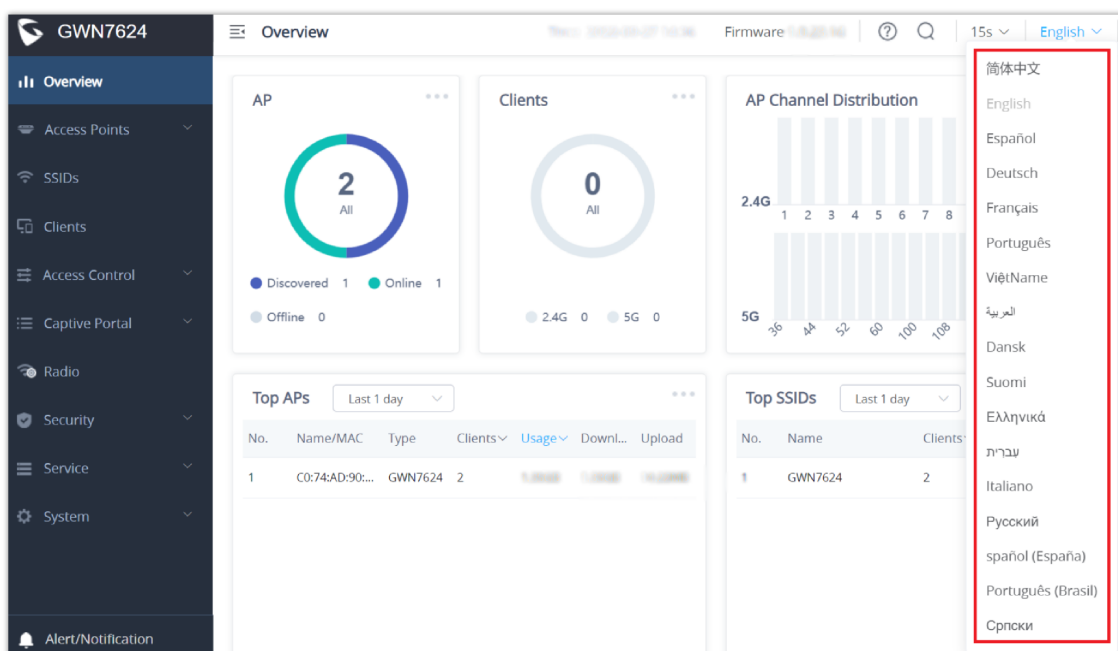 GWN7624
Overview
Firmware
15s
English
Overview
Access Points
SSIDs
Clients
Access Control
Captive Portal
Radio
Security
Service
System
Alert/Notification
AP
2
All
Discovered 1 Online 1
Offline 0
Clients
0
All
2.4G 0 5G 0
AP Channel Distribution
2.4G
1 2 3 4 5 6 7 8
5G
36 44 52 60 100 108
Top APs Last 1 day
No. Name/MAC Type Clients Usage Downl... Upload
1 C0:74:AD:90:... GWN7624 2
Top SSIDs Last 1 day
No. Name Clients
1 GWN7624 2
简体中文
English
Español
Deutsch
Français
Português
ViệtName
العربية
Dansk
Suomi
Ελληνικά
עברית
Italiano
Русский
spañol (España)
Português (Brasil)
Српски